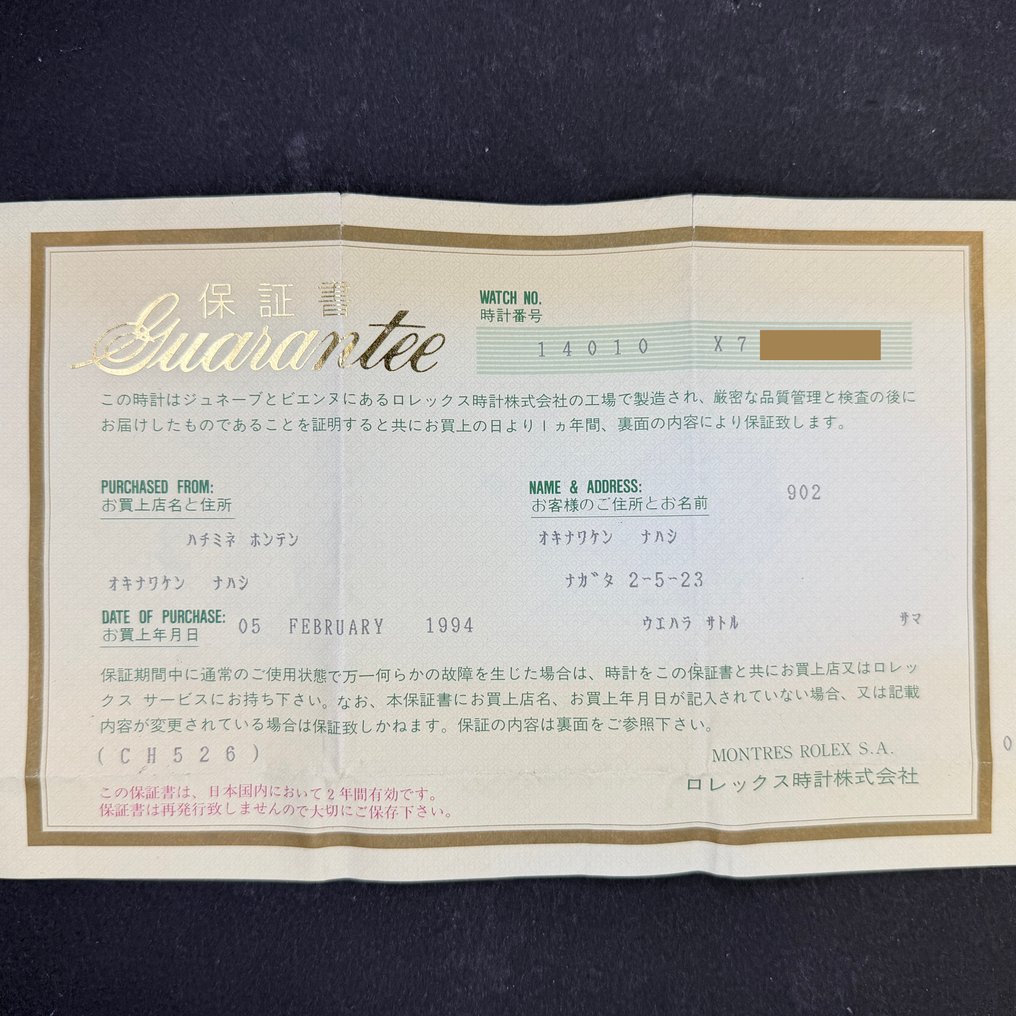 保証書
Guarantee
WATCH NO.
時計番号
14010 X7
この時計はジュネーブとビエンヌにあるロレックス時計株式会社の工場で製造され、厳密な品質管理と検査の後に
お届けしたものであることを証明すると共にお買上の日より1ヵ年間、裏面の内容により保証致します。
PURCHASED FROM:
お買上店名と住所
ハチミネ ホンテン
オキナワケン ナハシ
NAME & ADDRESS:
お客様のご住所とお名前
902
オキナワケン ナハシ
ナガタ 2-5-23
ウエハラ サトル サマ
DATE OF PURCHASE:
お買上年月日
05 FEBRUARY 1994
保証期間中に通常のご使用状態で万一何らかの故障を生じた場合は、時計をこの保証書と共にお買上店又はロレッ
クス サービスにお持ち下さい。なお、本保証書にお買上店名、お買上年月日が記入されていない場合、又は記載
内容が変更されている場合は保証致しかねます。保証の内容は裏面をご参照下さい。
(CH526)
MONTRES ROLEX S.A.
ロレックス時計株式会社
この保証書は、日本国内において2年間有効です。
保証書は再発行致しませんので大切にご保存下さい。